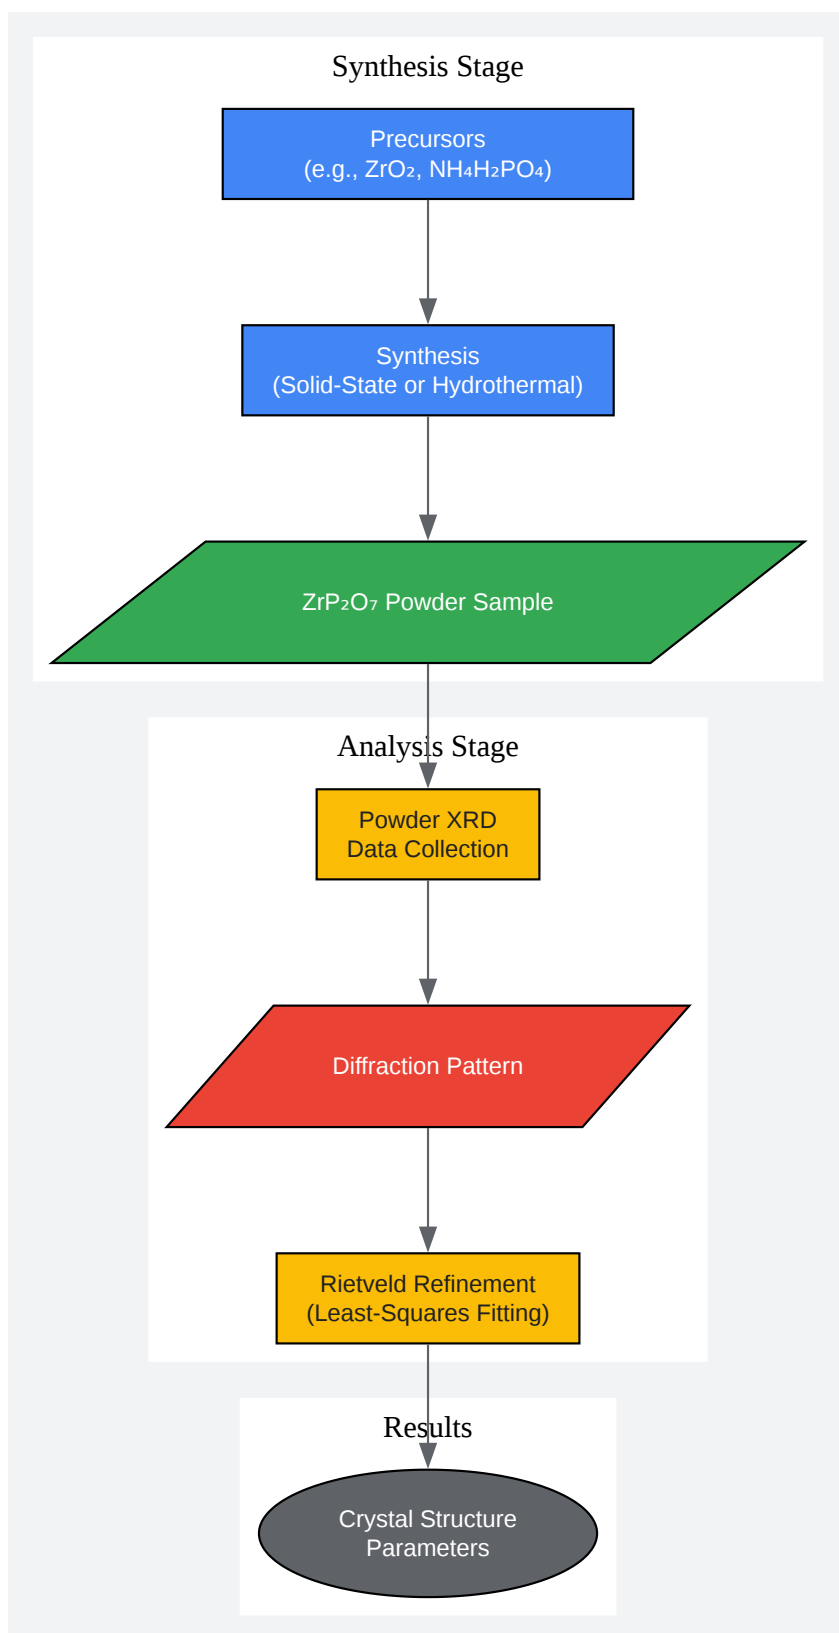 Synthesis Stage
Precursors
(e.g., ZrO₂, NH₄H₂PO₄)
Synthesis
(Solid-State or Hydrothermal)
ZrP₂O₇ Powder Sample
Analysis Stage
Powder XRD
Data Collection
Diffraction Pattern
Rietveld Refinement
(Least-Squares Fitting)
Results
Crystal Structure
Parameters